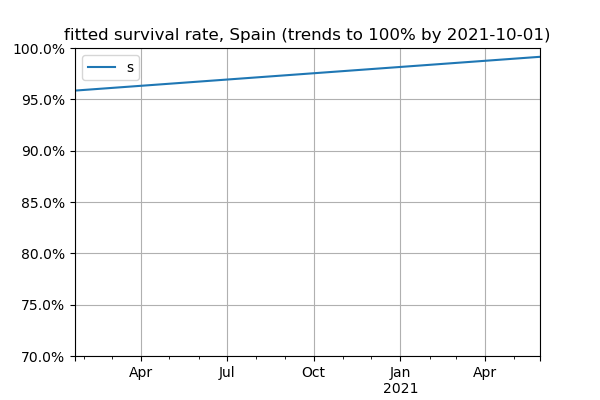 fitted survival rate, Spain (trends to 100% by 2021-10-01)
100.0%
s
95.0%
90.0%
85.0%
80.0%
75.0%
70.0%
Apr Jul Oct Jan Apr
2021